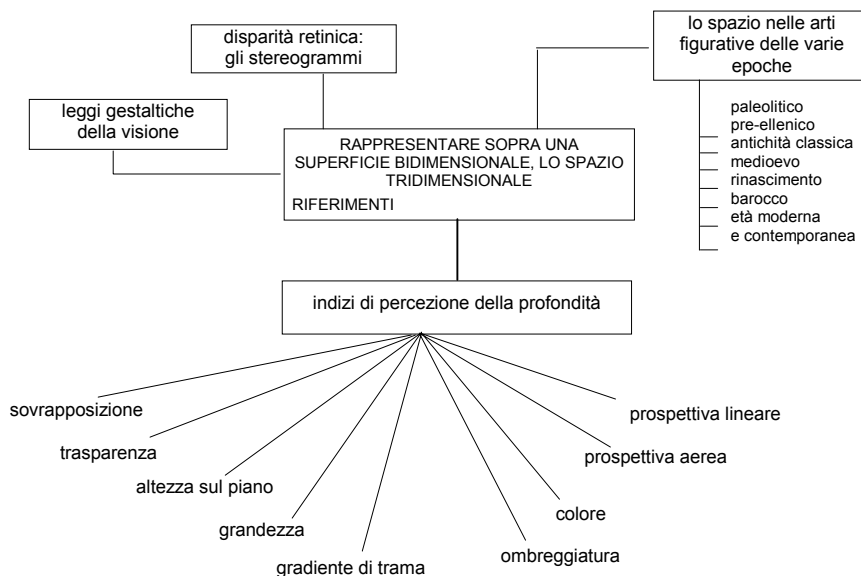 disparità retinica:
gli stereogrammi
lo spazio nelle arti
figurative delle varie
epoche
leggi gestaltiche
della visione
paleolitico
pre-ellenico
antichità classica
medioevo
rinascimento
barocco
età moderna
e contemporanea
RAPPRESENTARE SOPRA UNA
SUPERFICIE BIDIMENSIONALE, LO SPAZIO
TRIDIMENSIONALE
RIFERIMENTI
indizi di percezione della profondità
sovrapposizione
trasparenza
altezza sul piano
grandezza
gradiente di trama
ombreggiatura
colore
prospettiva aerea
prospettiva lineare